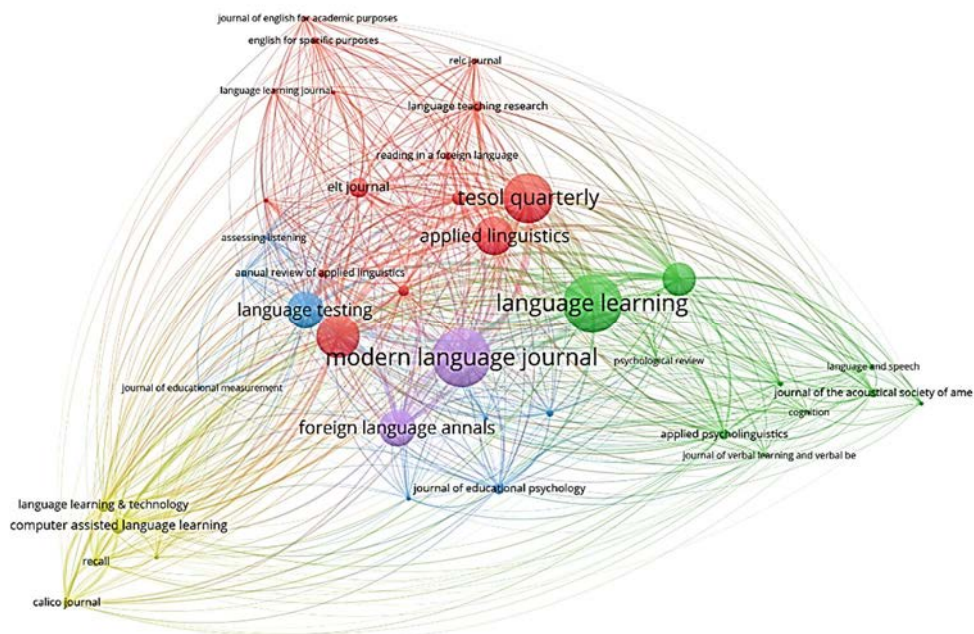 journal of english for academic purposes
english for specific purposes
relc journal
language learning journal
language teaching research
reading in a foreign language
elt journal
tesol quarterly
applied linguistics
assessing listening
annual review of applied linguistics
language learning
language testing
modern language journal
psychological review
language and speech
journal of educational measurement
journal of the acoustical society of ame
cognition
foreign language annals
applied psycholinguistics
journal of verbal learning and verbal be
journal of educational psychology
language learning & technology
computer assisted language learning
recall
calico journal